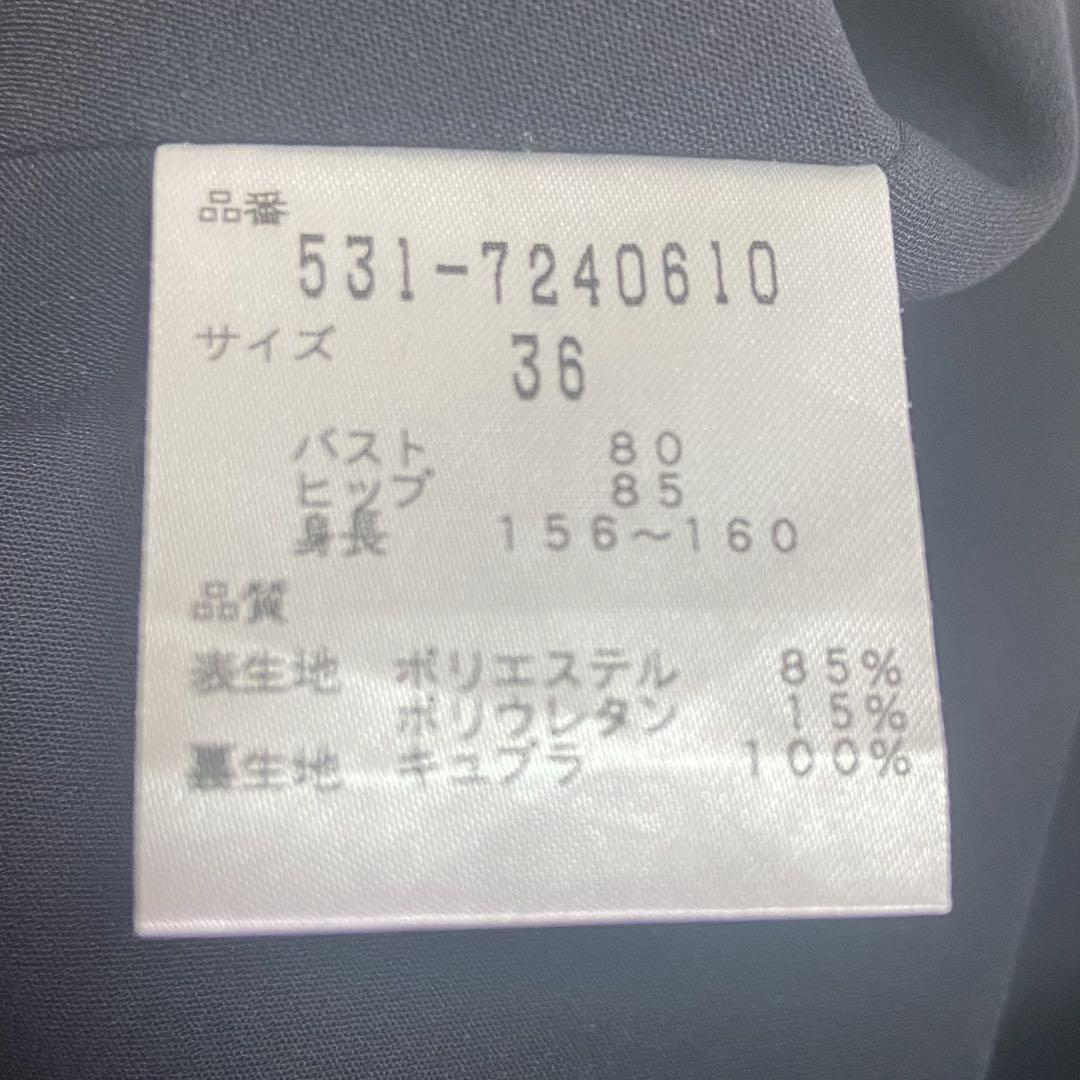 品番
531-7240610
サイズ 36
バスト 80
ヒップ 85
身長 156～160
品質
表生地 ポリエステル 85%
ポリウレタン 15%
裏生地 キュプラ 100%